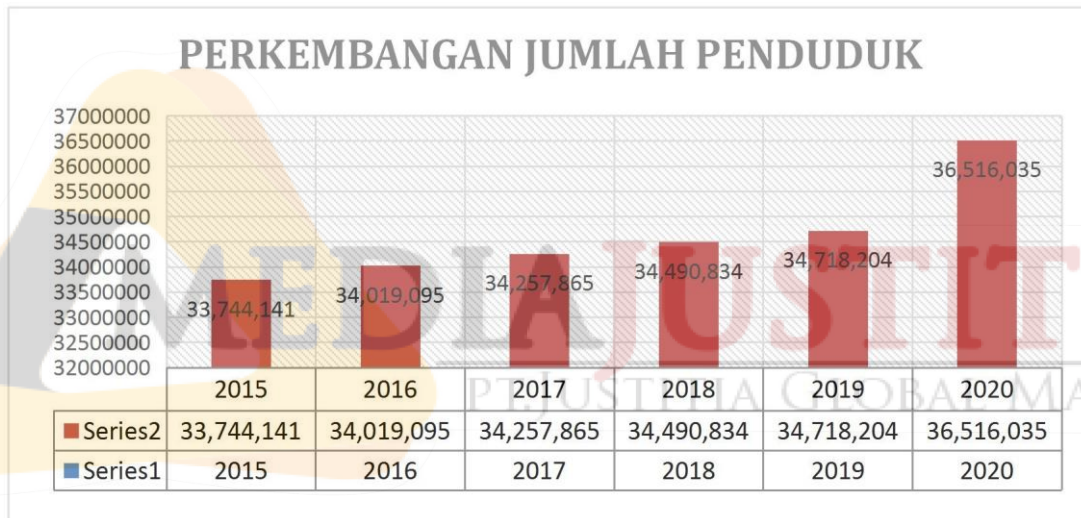 PERKEMBANGAN JUMLAH PENDUDUK
37000000
36500000
36000000
35500000
35000000
34500000
34000000
33500000
33000000
32500000
32000000
33,744,141
34,019,095
34,257,865
34,490,834
34,718,204
36,516,035
MEDIAJUSTIT
PT.JUSTITIA GLOBAL MA
2015 2016 2017 2018 2019 2020
Series2 33,744,141 34,019,095 34,257,865 34,490,834 34,718,204 36,516,035
Series1 2015 2016 2017 2018 2019 2020